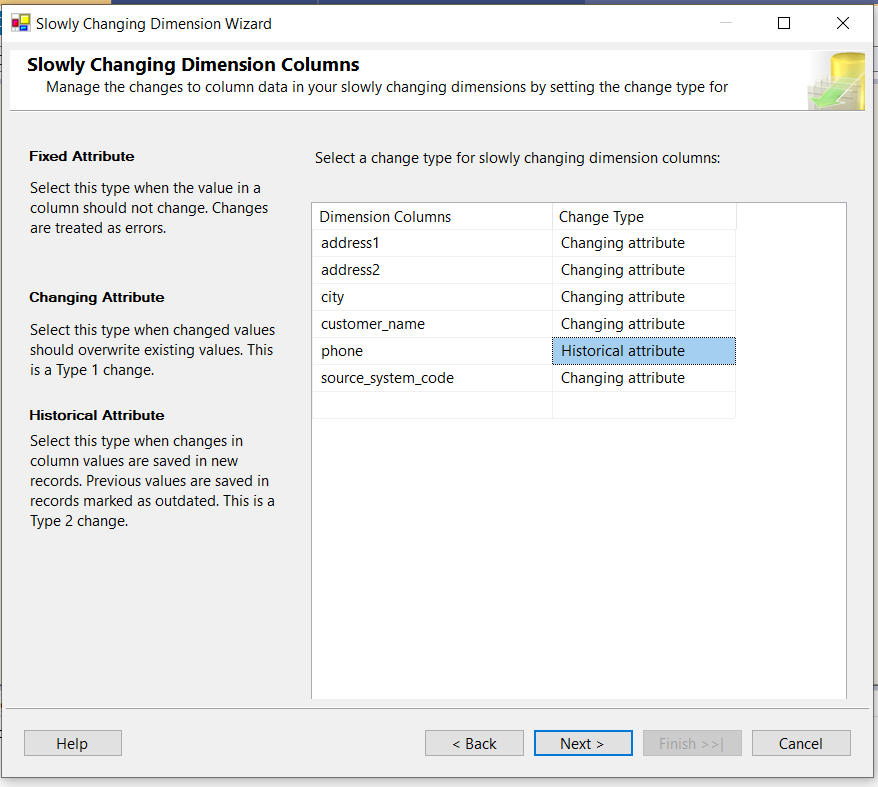 Slowly Changing Dimension Wizard
Slowly Changing Dimension Columns
Manage the changes to column data in your slowly changing dimensions by setting the change type for
Fixed Attribute
Select this type when the value in a
column should not change. Changes
are treated as errors.
Changing Attribute
Select this type when changed values
should overwrite existing values. This
is a Type 1 change.
Historical Attribute
Select this type when changes in
column values are saved in new
records. Previous values are saved in
records marked as outdated. This is a
Type 2 change.
Select a change type for slowly changing dimension columns:
Dimension Columns Change Type
address1 Changing attribute
address2 Changing attribute
city Changing attribute
customer_name Changing attribute
phone Historical attribute
source_system_code Changing attribute
Help < Back Next > Finish >>| Cancel